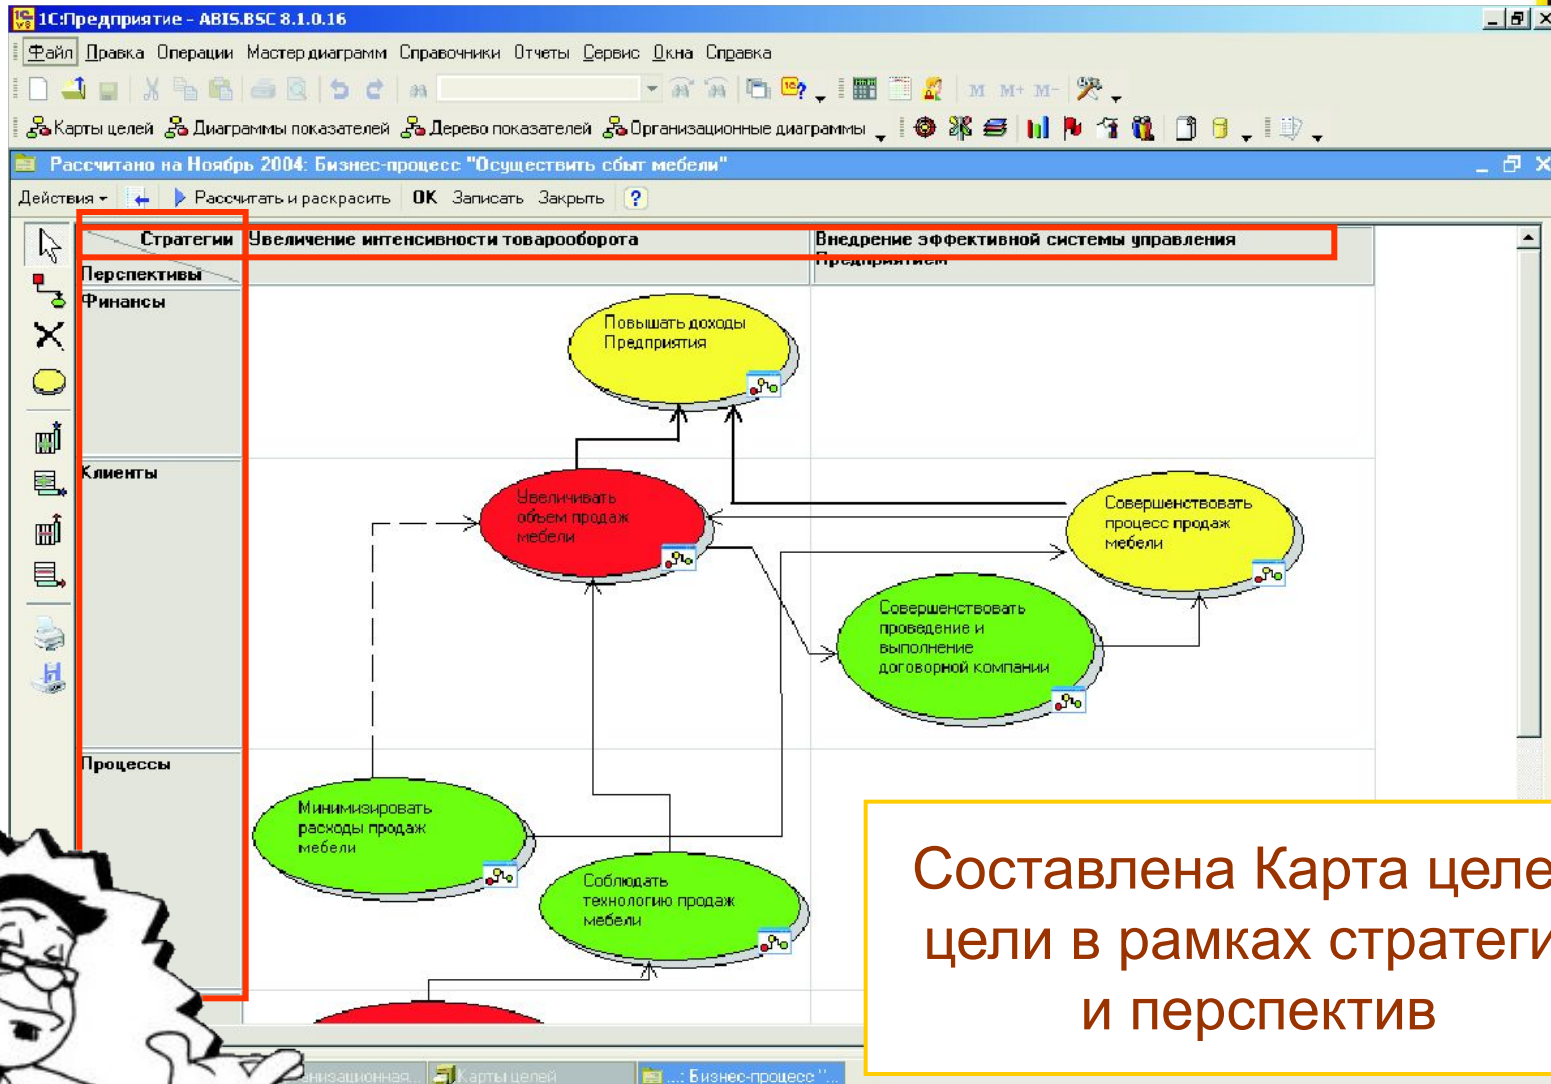 1С:Предприятие - ABIS.BSC 8.1.0.16
Файл Правка Операции Мастер диаграмм Справочники Отчеты Сервис Окна Справка
М М+ М-
Карты целей Диаграммы показателей Дерево показателей Организационные диаграммы
Рассчитано на Ноябрь 2004: Бизнес-процесс "Осуществить сбыт мебели"
Действия Рассчитать и раскрасить ОК Записать Закрыть ?
Стратегии
Перспективы
Увеличение интенсивности товарооборота
Внедрение эффективной системы управления
Предприятием
Финансы
Повышать доходы
Предприятия
Клиенты
Увеличивать
объем продаж
мебели
Совершенствовать
процесс продаж
мебели
Совершенствовать
проведение и
выполнение
договорной компании
Процессы
Минимизировать
расходы продаж
мебели
Соблюдать
технологию продаж
мебели
Составлена Карта целе
цели в рамках стратеги
и перспектив
анизационная... Карты целей ...: Бизнес-процесс "...